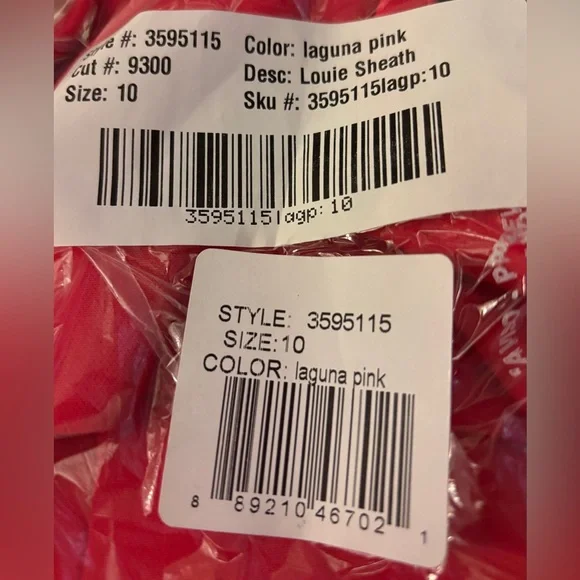 #: 3595115 Color: laguna pink
cut #: 9300 Desc: Louie Sheath
Size: 10 Sku #: 3595115lagp:10
3595115lagp:10
STYLE: 3595115
SIZE:10
COLOR: laguna pink
8 89210 46702 1